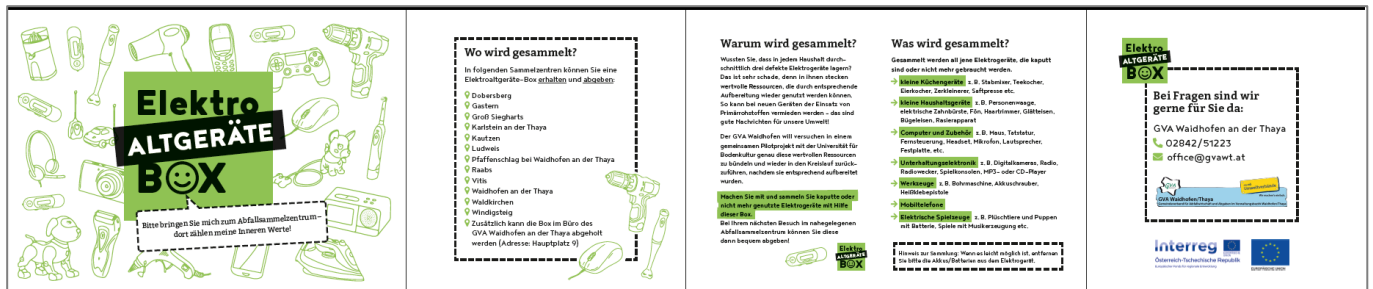 Elektro
ALTGERÄTE
BOX
Bitte bringen Sie mich zum Abfallsammelzentrum–
dort zählen meine Inneren Werte!
Wo wird gesammelt?
In folgenden Sammelzentren können Sie eine
Elektroaltgeräte-Box erhalten und abgeben:
Dobersberg
Gastern
Groß Siegharts
Karlstein an der Thaya
Kautzen
Ludweis
Pfaffenschlag bei Waidhofen an der Thaya
Raabs
Vitis
Waidhofen an der Thaya
Waldkirchen
Windigsteig
Zusätzlich kann die Box im Büro des
GVA Waidhofen an der Thaya abgeholt
werden (Adresse: Hauptplatz 9)
Warum wird gesammelt?
Wussten Sie, dass in jedem Haushalt durch-
schnittlich drei defekte Elektrogeräte lagern?
Das ist sehr schade, denn in ihnen stecken
wertvolle Ressourcen, die durch entsprechende
Aufbereitung wieder genutzt werden können.
So kann bei neuen Geräten der Einsatz von
Primärrohstoffen vermieden werden – das sind
gute Nachrichten für unsere Umwelt!
Der GVA Waidhofen will versuchen in einem
gemeinsamen Pilotprojekt mit der Universität für
Bodenkultur genau diese wertvollen Ressourcen
zu bündeln und wieder in den Kreislauf zurück-
zuführen, nachdem sie entsprechend aufbereitet
wurden.
Machen Sie mit und sammeln Sie kaputte oder
nicht mehr genutzte Elektrogeräte mit Hilfe
dieser Box.
Bei Ihrem nächsten Besuch im nahegelegenen
Abfallsammelzentrum können Sie diese
dann bequem abgeben!
Elektro
ALTGERÄTE
BOX
Was wird gesammelt?
Gesammelt werden all jene Elektrogeräte, die kaputt
sind oder nicht mehr gebraucht werden.
kleine Küchengeräte z. B. Stabmixer, Teekocher,
Eierkocher, Zerkleinerer, Saftpresse etc.
kleine Haushaltsgeräte z. B. Personenwaage,
elektrische Zahnbürste, Fön, Haartrimmer, Glätteisen,
Bügeleisen, Rasierapparat
Computer und Zubehör z. B. Maus, Tatstatur,
Fernsteuerung, Headset, Mikrofon, Lautsprecher,
Festplatte, etc.
Unterhaltungselektronik z. B. Digitalkameras, Radio,
Radiowecker, Spielkonsolen, MP3- oder CD-Player
Werkzeuge z. B. Bohrmaschine, Akkuschrauber,
Heißklebepistole
Mobiltelefone
Elektrische Spielzeuge z. B. Plüschtiere und Puppen
mit Batterie, Spiele mit Musikerzeugung etc.
Hinweis zur Sammlung: Wenn es leicht möglich ist, entfernen
Sie bitte die Akkus/Batterien aus dem Elektrogerät.
Elektro
ALTGERÄTE
BOX
Bei Fragen sind wir
gerne für Sie da:
GVA Waidhofen an der Thaya
02842/51223
office@gvawt.at
GVA Waidhofen/Thaya
Interreg
Österreich-Tschechische Republik
EUROPÄISCHE UNION